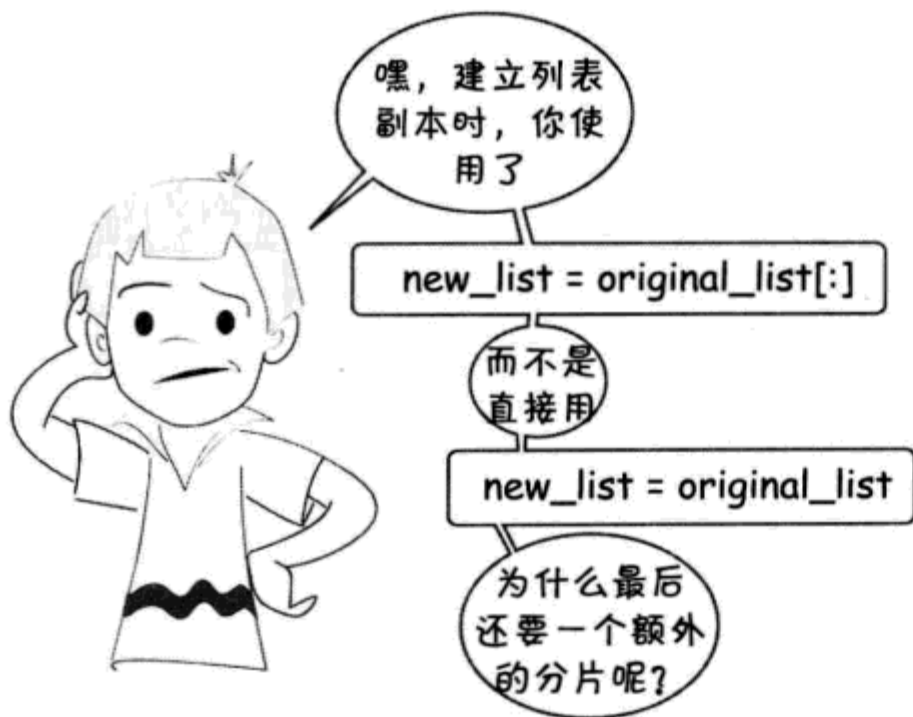 嘿，建立列表
副本时，你使
用了
new_list = original_list[:]
而不是
直接用
new_list = original_list
为什么最后
还要一个额外
的分片呢？